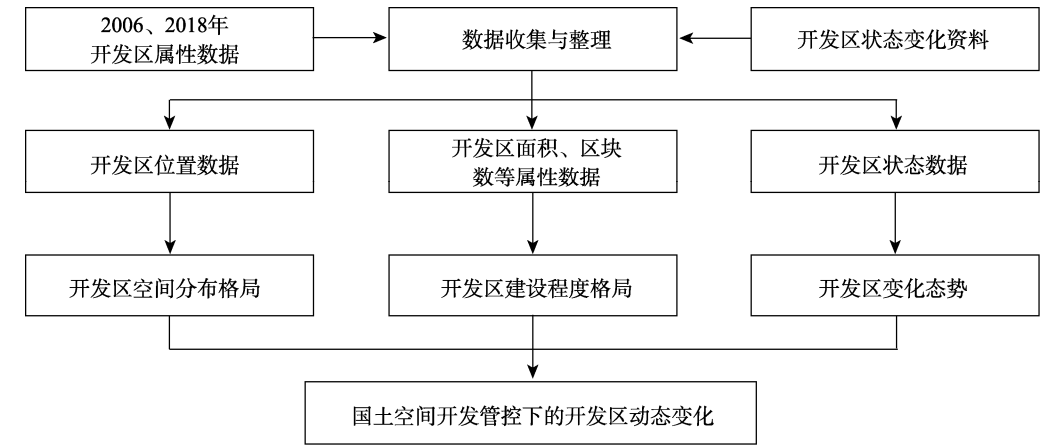 2006、2018年
开发区属性数据
数据收集与整理
开发区状态变化资料
开发区位置数据
开发区面积、区块
数等属性数据
开发区状态数据
开发区空间分布格局
开发区建设程度格局
开发区变化态势
国土空间开发管控下的开发区动态变化